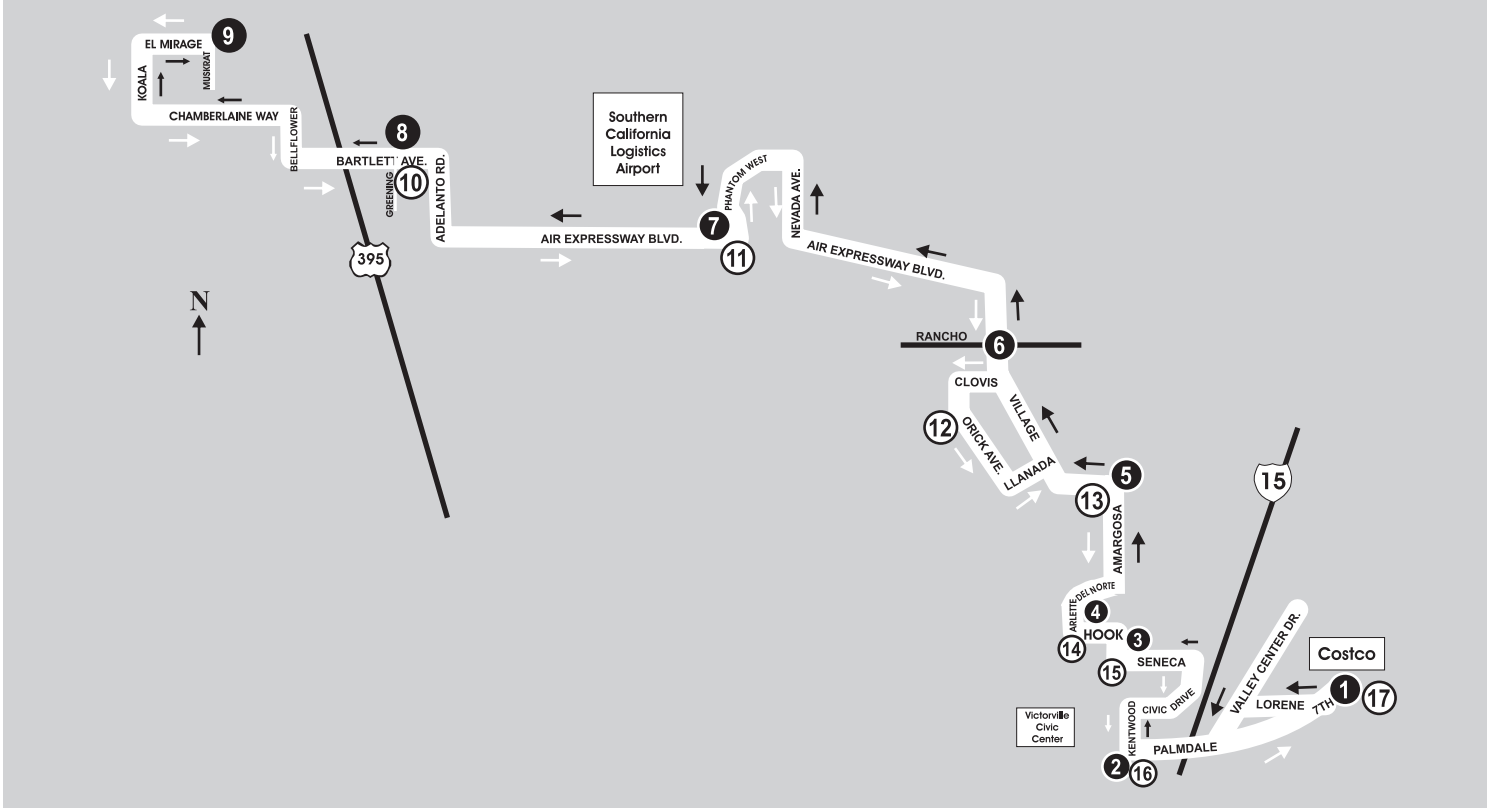 9
EL MIRAGE
MUSKRAT
KOALA
CHAMBERLAINE WAY
BELLFLOWER
8
BARTLETT AVE.
10
GREENING
ADELANTO RD.
395
N
Southern
California
Logistics
Airport
PHANTOM WEST
NEVADA AVE.
7
11
AIR EXPRESSWAY BLVD.
AIR EXPRESSWAY BLVD.
RANCHO
6
CLOVIS
VILLAGE
12
ORICK AVE.
LLANADA
5
13
AMARGOSA
15
DEL NORTE
ARLETTE
4
HOOK
3
14
15
SENECA
VALLEY CENTER DR.
Costco
1
17
LORENE
7TH
CIVIC DRIVE
KENTWOOD
Victorville
Civic
Center
PALMDALE
2
16